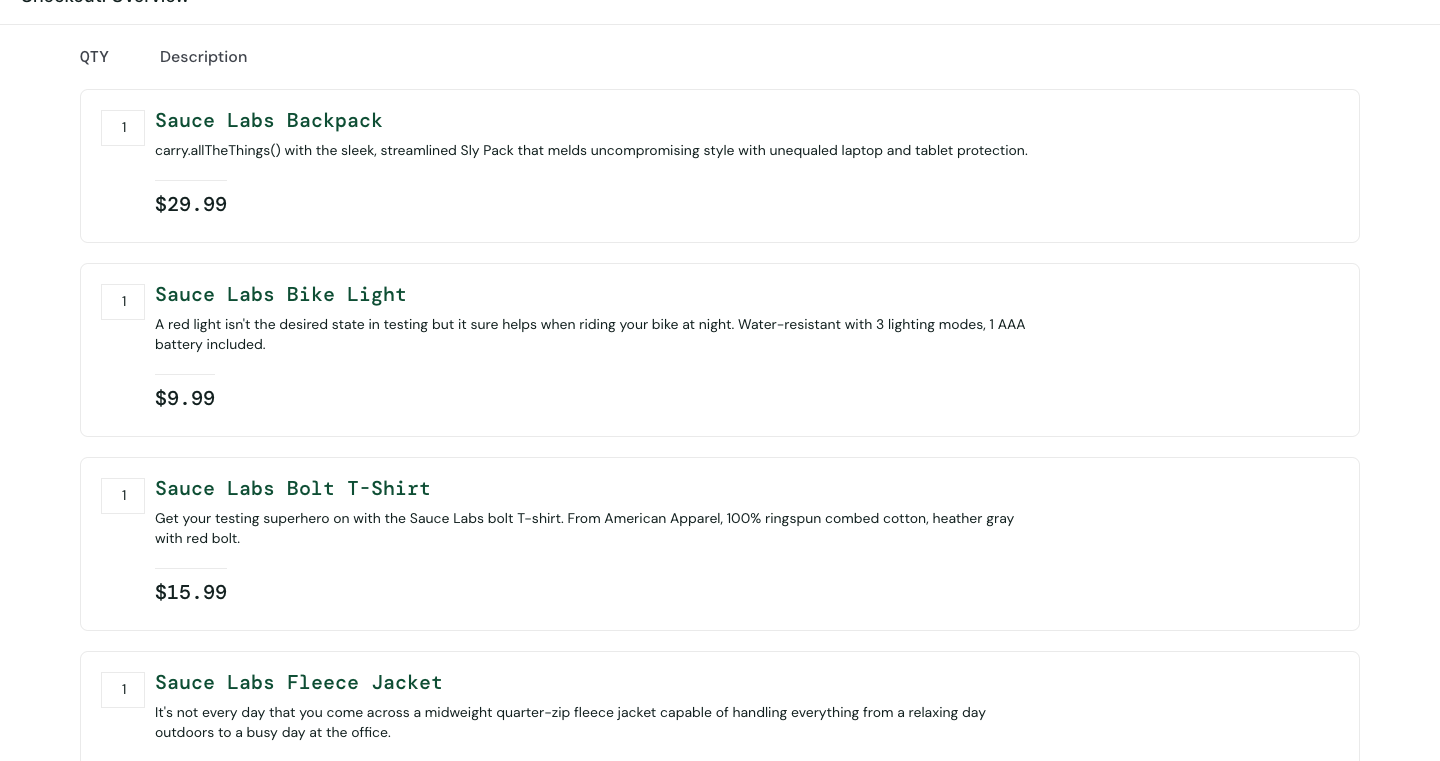 Checkout: Overview
QTY Description
1 Sauce Labs Backpack
carry.allTheThings() with the sleek, streamlined Sly Pack that melds uncompromising style with unequaled laptop and tablet protection.
$29.99
1 Sauce Labs Bike Light
A red light isn't the desired state in testing but it sure helps when riding your bike at night. Water-resistant with 3 lighting modes, 1 AAA
battery included.
$9.99
1 Sauce Labs Bolt T-Shirt
Get your testing superhero on with the Sauce Labs bolt T-shirt. From American Apparel, 100% ringspun combed cotton, heather gray
with red bolt.
$15.99
1 Sauce Labs Fleece Jacket
It's not every day that you come across a midweight quarter-zip fleece jacket capable of handling everything from a relaxing day
outdoors to a busy day at the office.